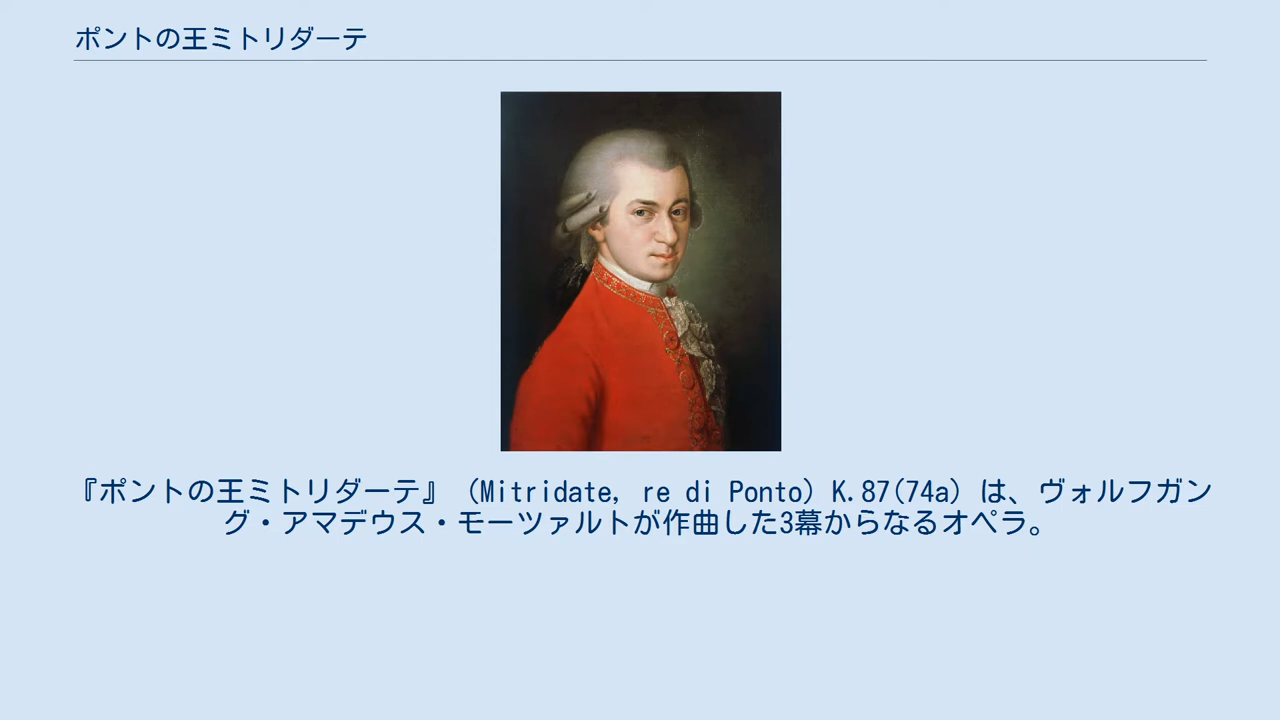 ポントの王ミトリダーテ
『ポントの王ミトリダーテ』（Mitridate, re di Ponto）K.87(74a) は、ヴォルフガン
グ・アマデウス・モーツァルトが作曲した3幕からなるオペラ。